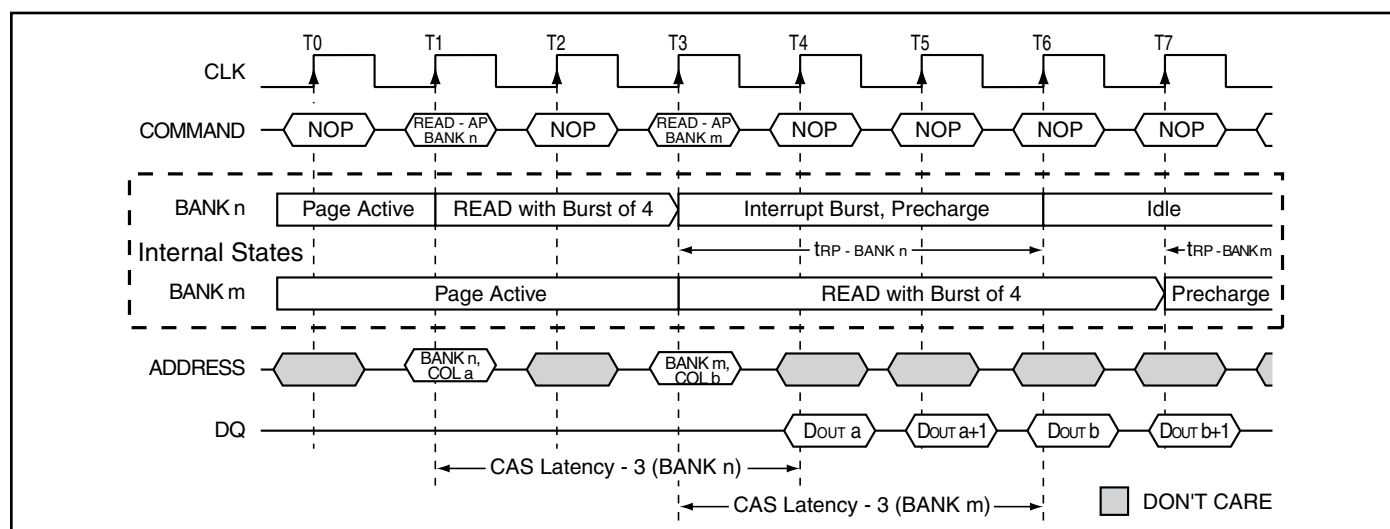 T0 T1 T2 T3 T4 T5 T6 T7
CLK
COMMAND NOP READ - AP BANK n NOP READ - AP BANK m NOP NOP NOP NOP
BANK n Page Active READ with Burst of 4 Interrupt Burst, Precharge Idle
Internal States tRP - BANK n tRP - BANK m
BANK m Page Active READ with Burst of 4 Precharge
ADDRESS BANK n, COL a BANK m, COL b
DQ DOUT a DOUT a+1 DOUT b DOUT b+1
CAS Latency - 3 (BANK n)
CAS Latency - 3 (BANK m) DON'T CARE